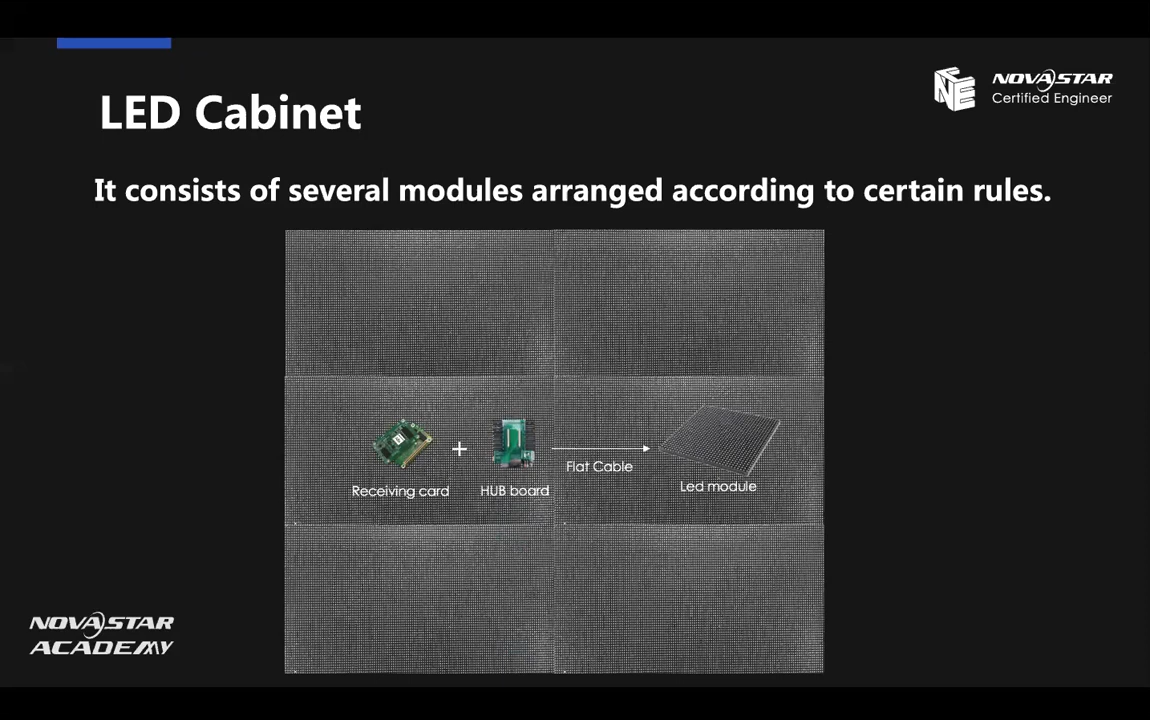 NOVASTAR
Certified Engineer
LED Cabinet
It consists of several modules arranged according to certain rules.
+
Flat Cable
Receiving card
HUB board
Led module
NOVASTAR
ACADEMY